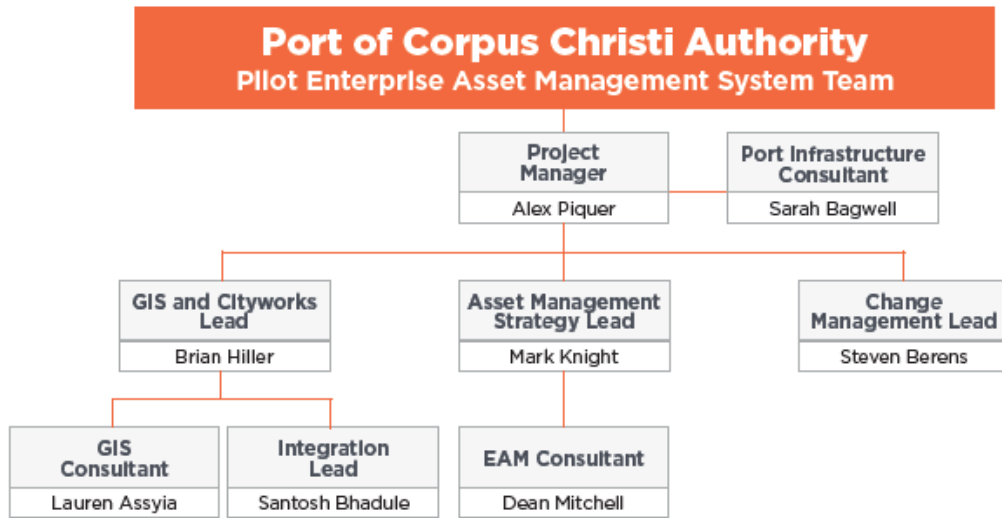 Port of Corpus Christi Authority
Pilot Enterprise Asset Management System Team
Project
Manager
Alex Piquer
Port Infrastructure
Consultant
Sarah Bagwell
GIS and Cityworks
Lead
Brian Hiller
Asset Management
Strategy Lead
Mark Knight
Change
Management Lead
Steven Berens
GIS
Consultant
Lauren Assyia
Integration
Lead
Santosh Bhadule
EAM Consultant
Dean Mitchell